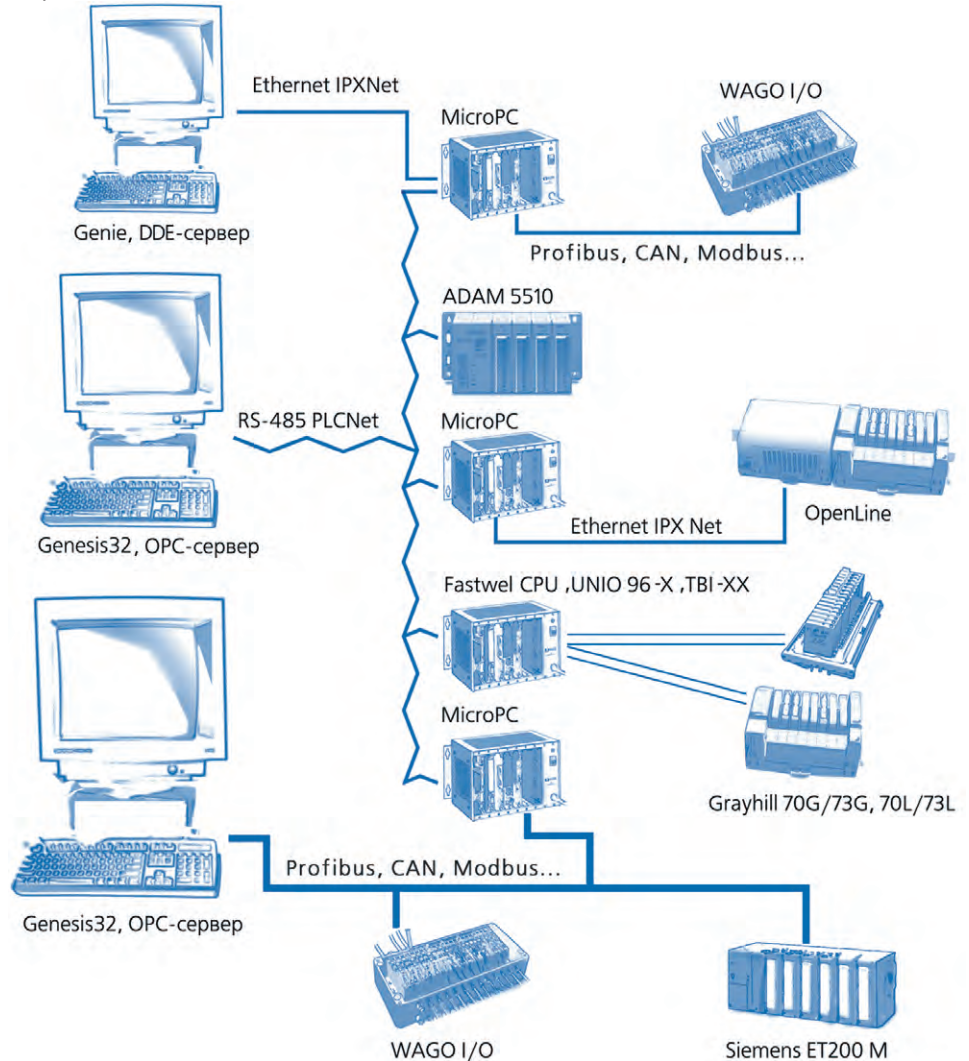 Ethernet IPXNet
WAGO I/O
MicroPC
Genie, DDE-сервер
Profibus, CAN, Modbus...
ADAM 5510
RS-485 PLCNet
MicroPC
OpenLine
Ethernet IPX Net
Genesis32, OPC-сервер
Fastwel CPU ,UNIO 96 -X ,TBI -XX
MicroPC
Grayhill 70G/73G, 70L/73L
Profibus, CAN, Modbus...
Genesis32, OPC-сервер
WAGO I/O
Siemens ET200 M